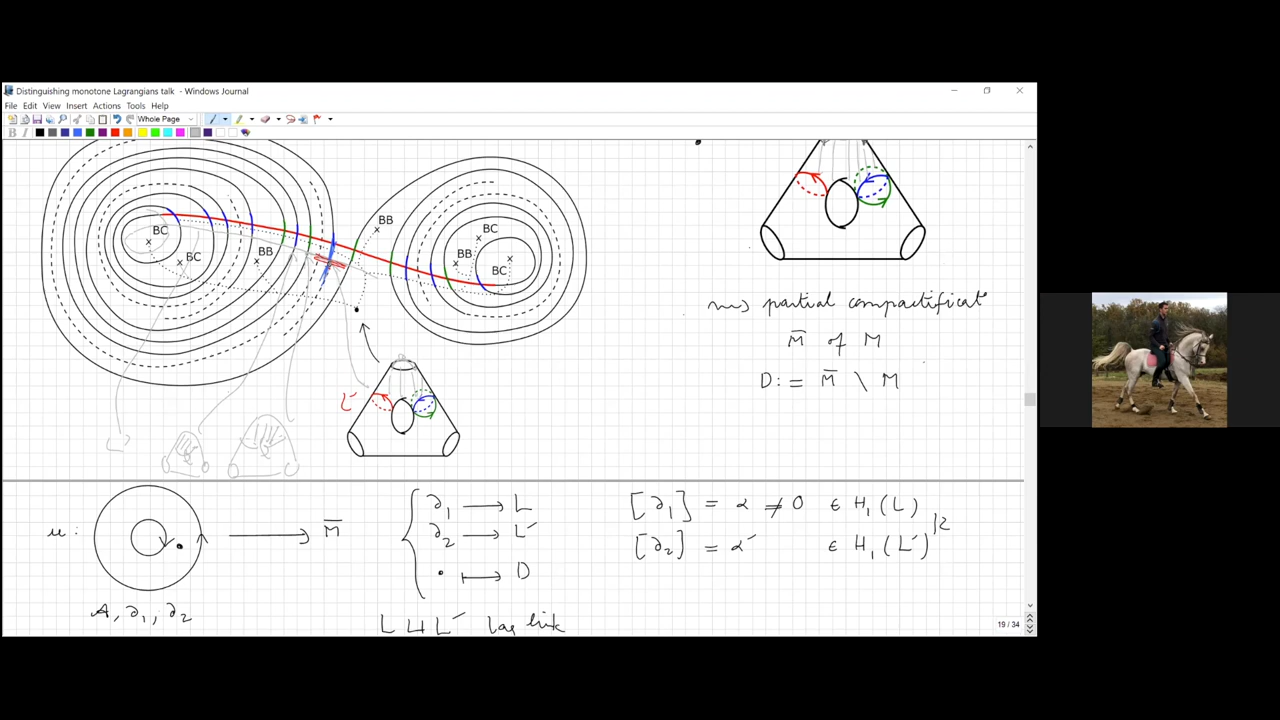 Distinguishing monotone Lagrangians talk - Windows Journal
File Edit View Insert Actions Tools Help
Whole Page
B I
BC
BC
BB
BB
BC
BB
BC
L'
⇝ partial compactificat°
M̄ of M
D := M̄ \ M
u: → M̄
A, ∂₁, ∂₂
∂₁ → L
∂₂ → L'
• ↦ D
L ⊔ L' Lag link
[∂₁] = α ≠ 0 ∈ H₁(L)
[∂₂] = α' ∈ H₁(L')
19 / 34